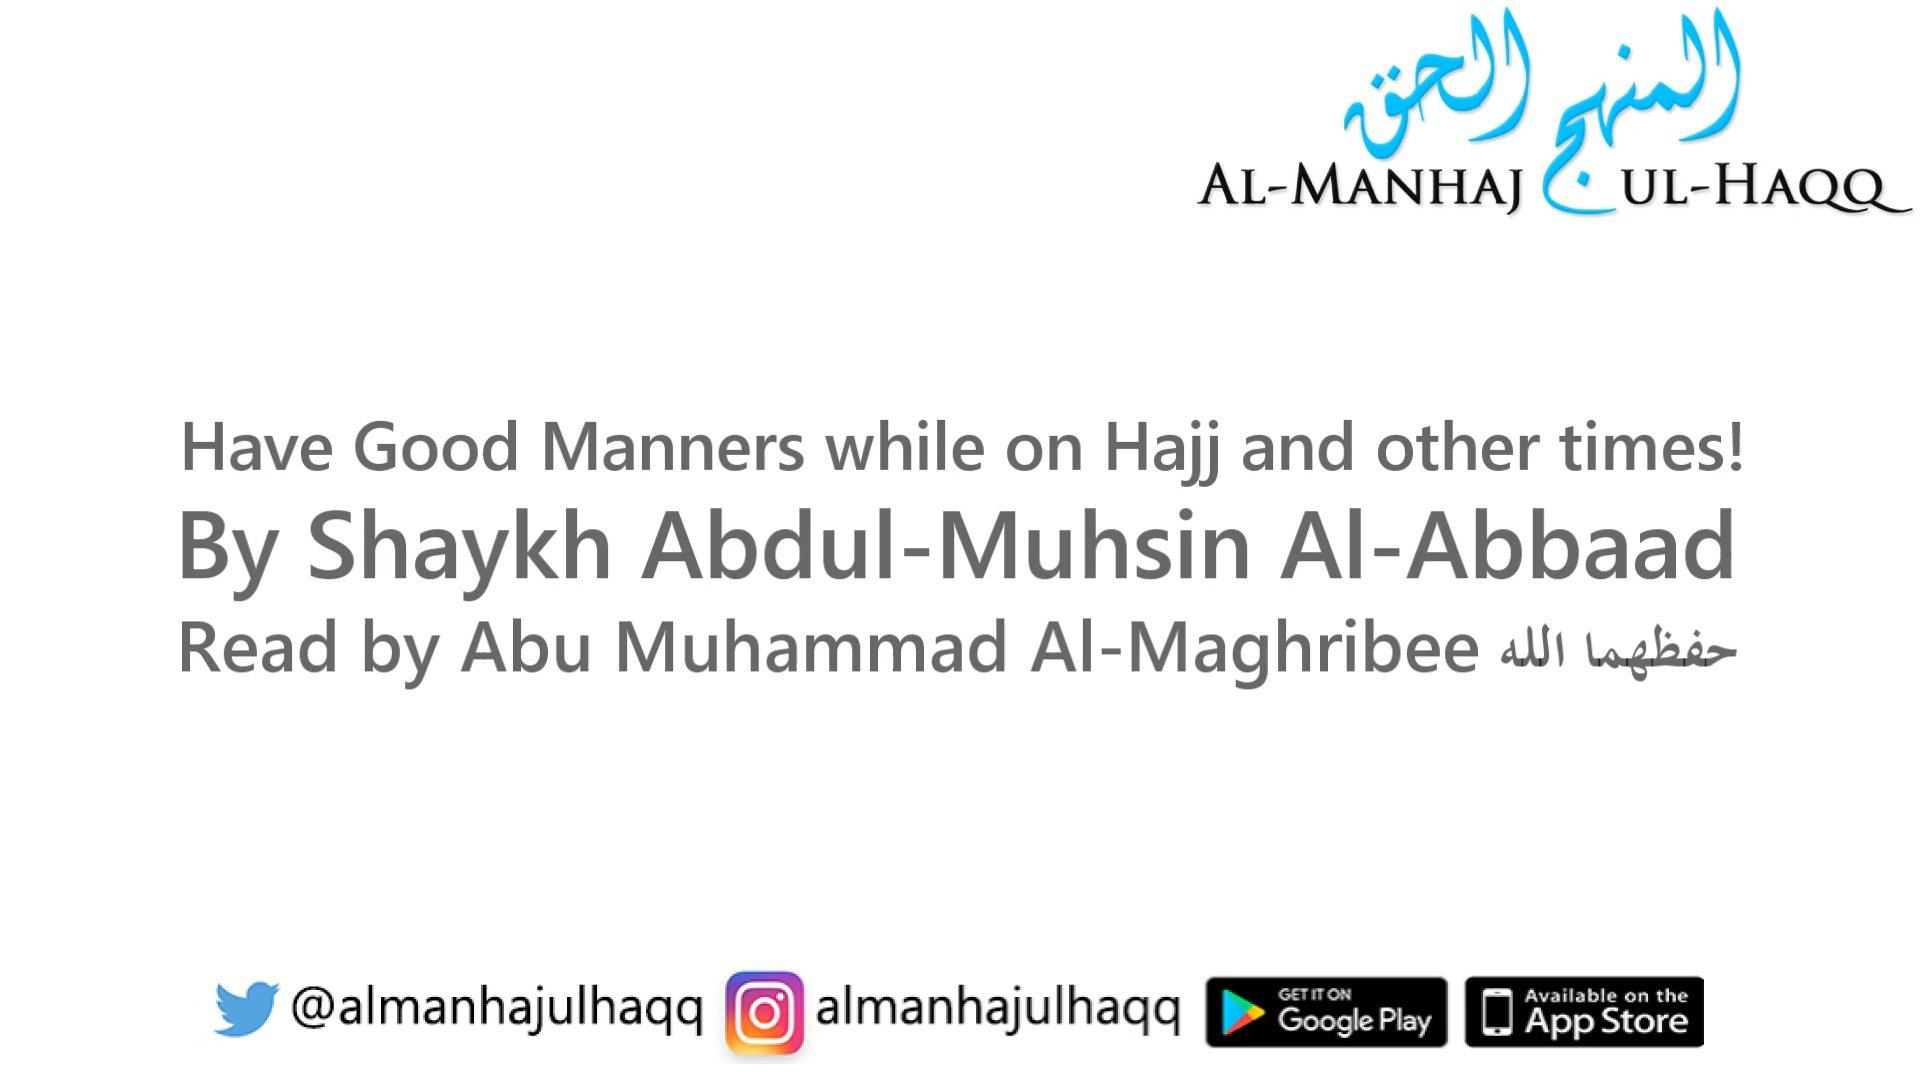 المنهج الحق
AL-MANHAJ UL-HAQQ
Have Good Manners while on Hajj and other times!
By Shaykh Abdul-Muhsin Al-Abbaad
Read by Abu Muhammad Al-Maghribee حفظهما الله
@almanhajulhaqq almanhajulhaqq GET IT ON Google Play Available on the App Store